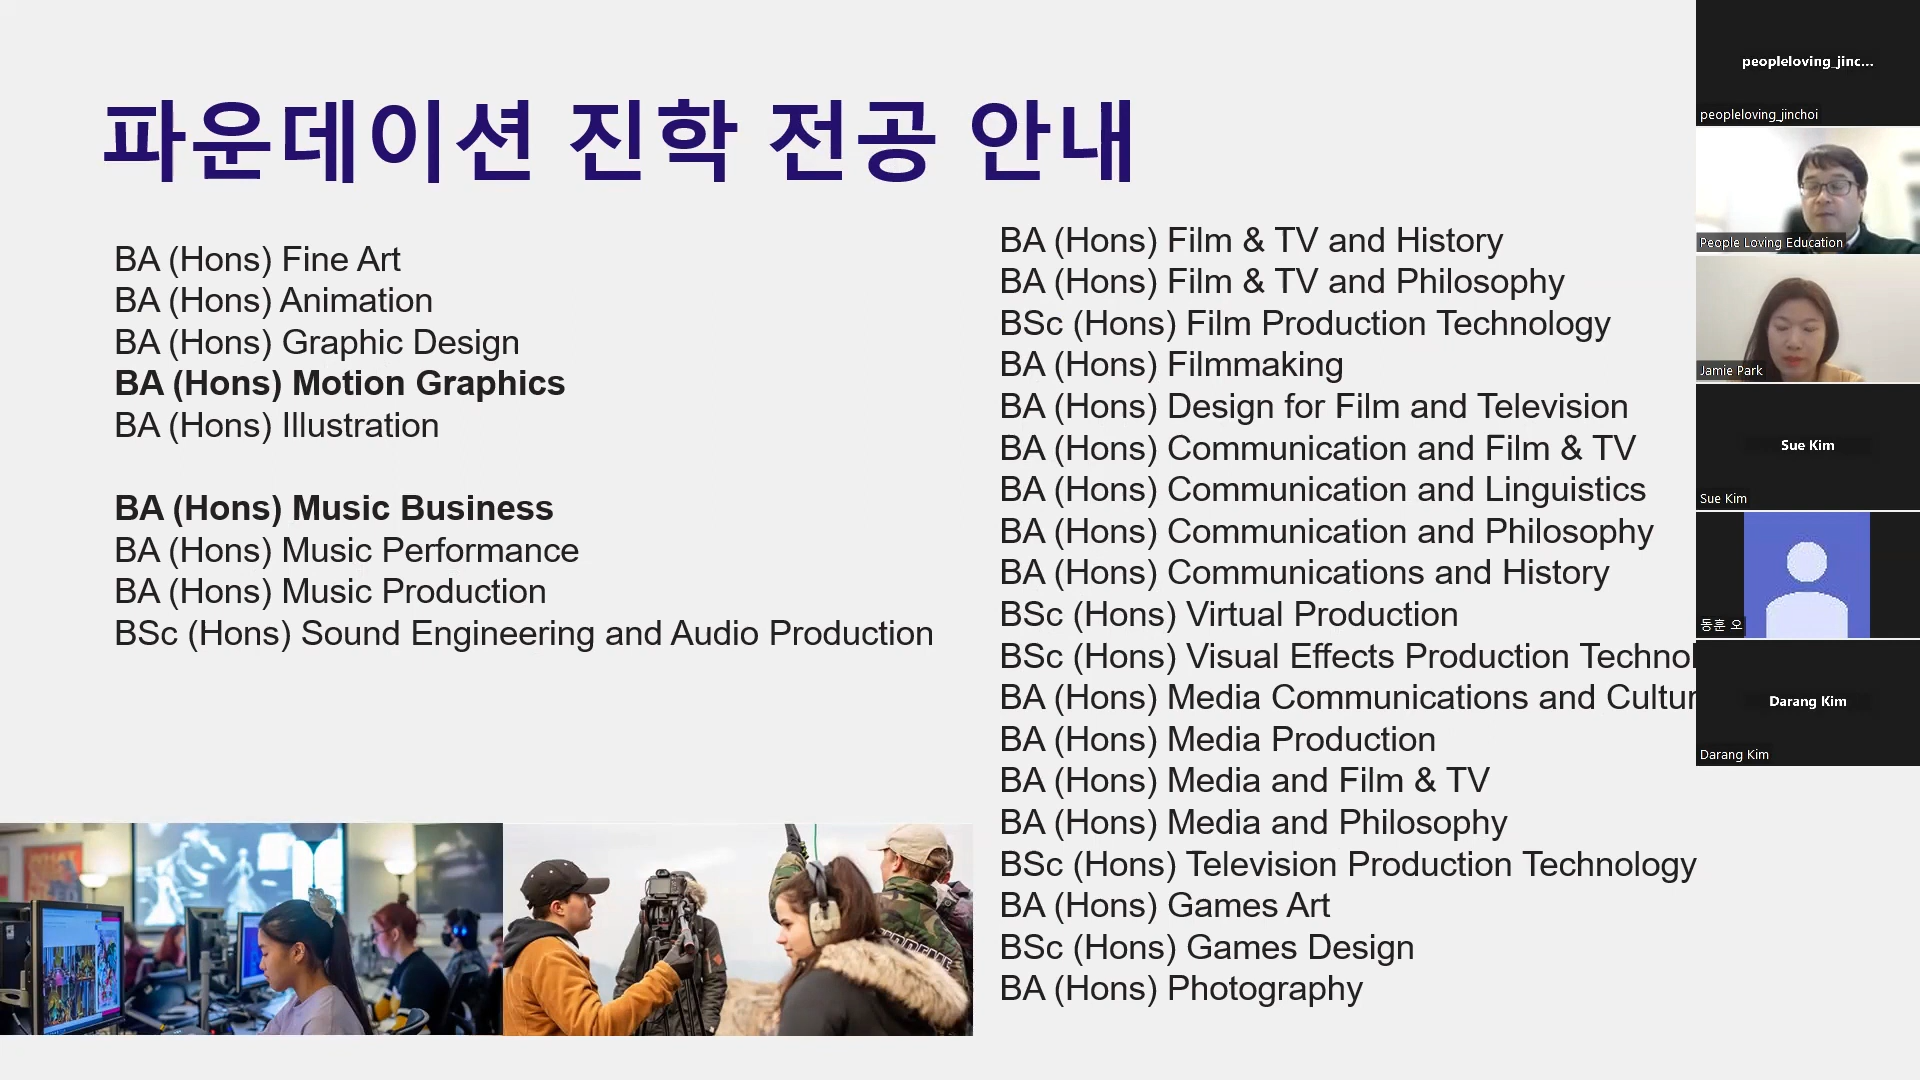 파운데이션 진학 전공 안내
BA (Hons) Fine Art
BA (Hons) Animation
BA (Hons) Graphic Design
BA (Hons) Motion Graphics
BA (Hons) Illustration
BA (Hons) Music Business
BA (Hons) Music Performance
BA (Hons) Music Production
BSc (Hons) Sound Engineering and Audio Production
BA (Hons) Film & TV and History
BA (Hons) Film & TV and Philosophy
BSc (Hons) Film Production Technology
BA (Hons) Filmmaking
BA (Hons) Design for Film and Television
BA (Hons) Communication and Film & TV
BA (Hons) Communication and Linguistics
BA (Hons) Communication and Philosophy
BA (Hons) Communications and History
BSc (Hons) Virtual Production
BSc (Hons) Visual Effects Production Technol
BA (Hons) Media Communications and Cultur
BA (Hons) Media Production
BA (Hons) Media and Film & TV
BA (Hons) Media and Philosophy
BSc (Hons) Television Production Technology
BA (Hons) Games Art
BSc (Hons) Games Design
BA (Hons) Photography
peopleloving_jinc...
peopleloving_jinchoi
People Loving Education
Jamie Park
Sue Kim
Sue Kim
동훈 오
Darang Kim
Darang Kim